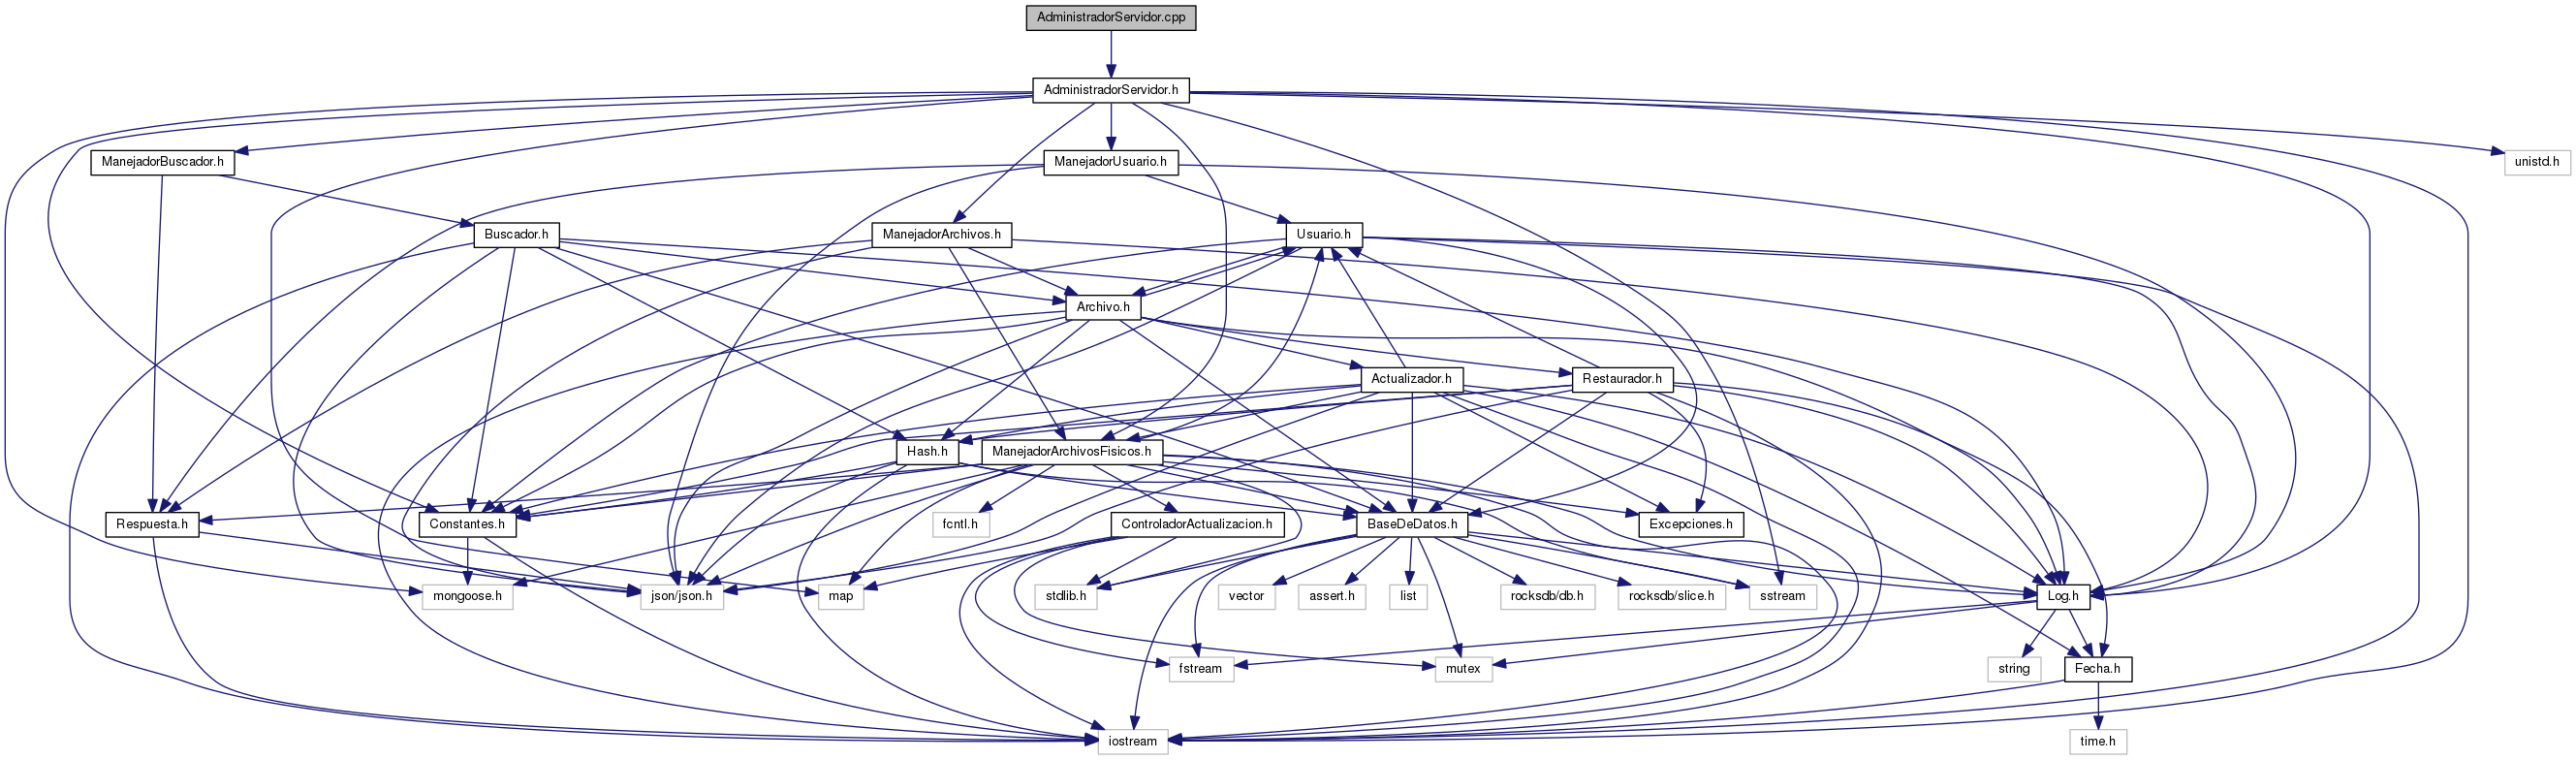 AdministradorServidor.cpp
AdministradorServidor.h
ManejadorBuscador.h
ManejadorUsuario.h
unistd.h
Buscador.h
ManejadorArchivos.h
Usuario.h
Archivo.h
Actualizador.h
Restaurador.h
Hash.h
ManejadorArchivosFisicos.h
Respuesta.h
Constantes.h
fcntl.h
ControladorActualizacion.h
BaseDeDatos.h
Excepciones.h
mongoose.h
json/json.h
map
stdlib.h
vector
assert.h
list
rocksdb/db.h
rocksdb/slice.h
sstream
Log.h
fstream
mutex
string
Fecha.h
iostream
time.h